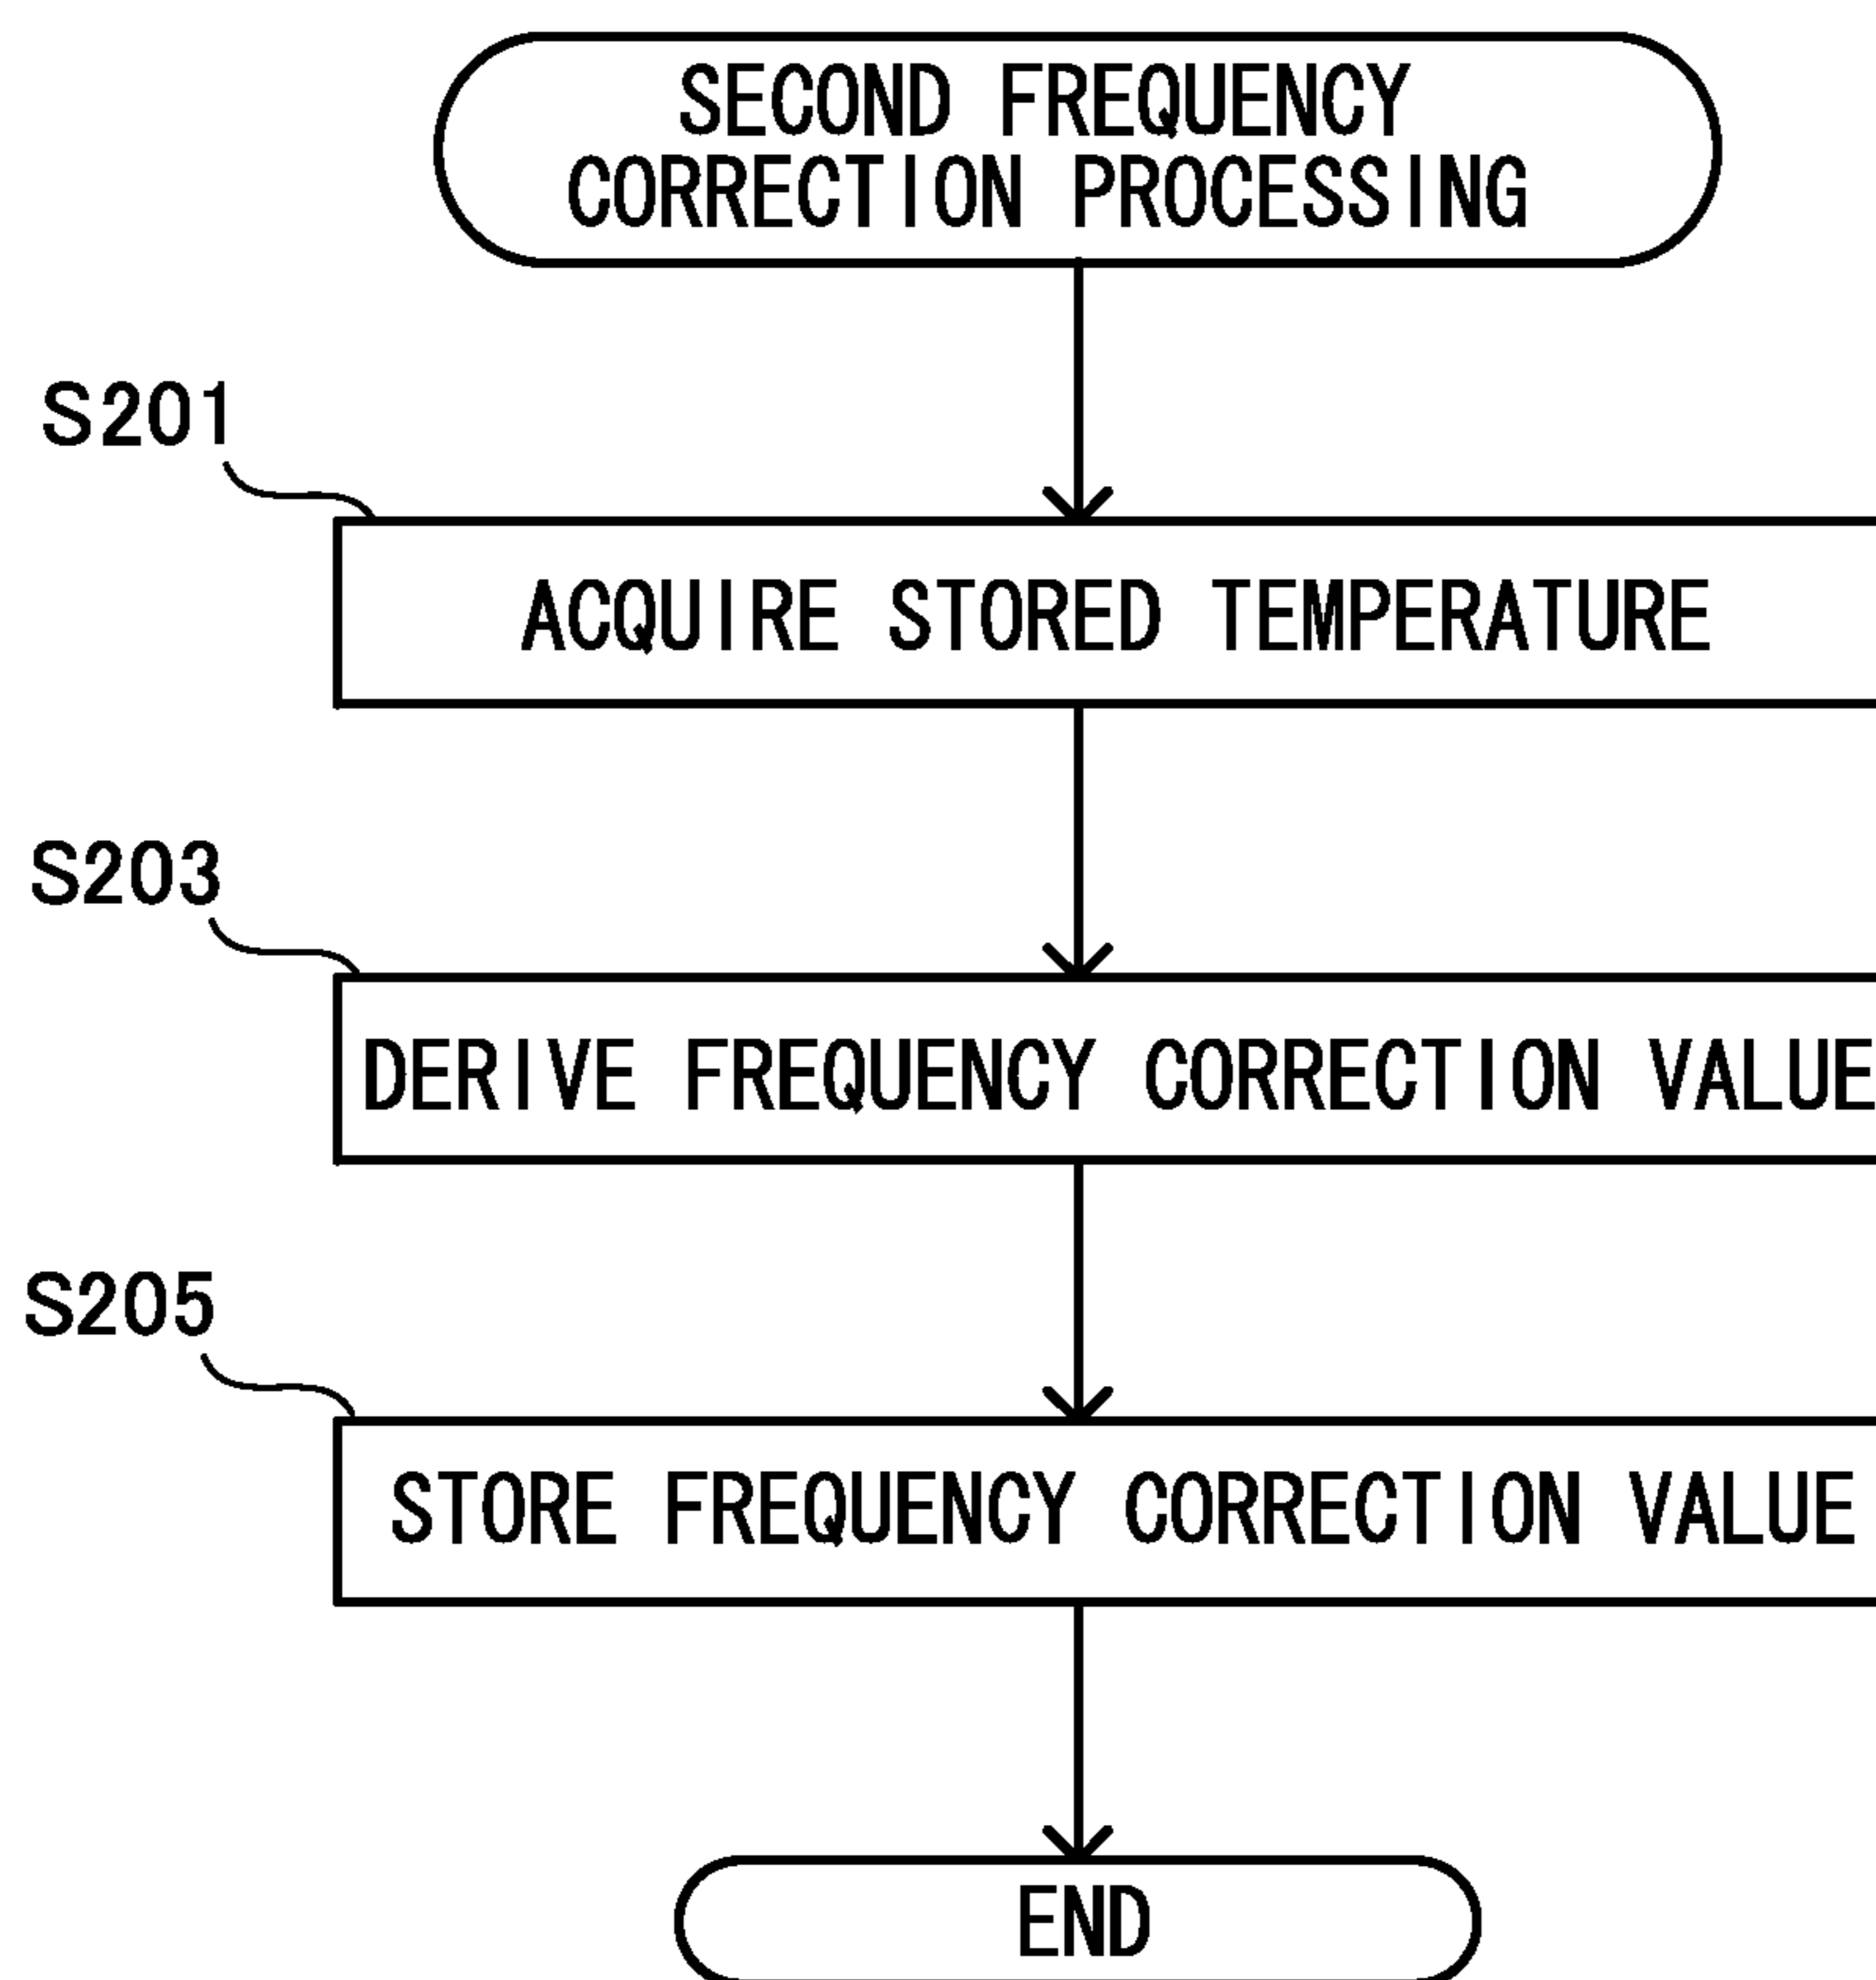 SECOND FREQUENCY
CORRECTION PROCESSING
S201
ACQUIRE STORED TEMPERATURE
S203
DERIVE FREQUENCY CORRECTION VALUE
S205
STORE FREQUENCY CORRECTION VALUE
END